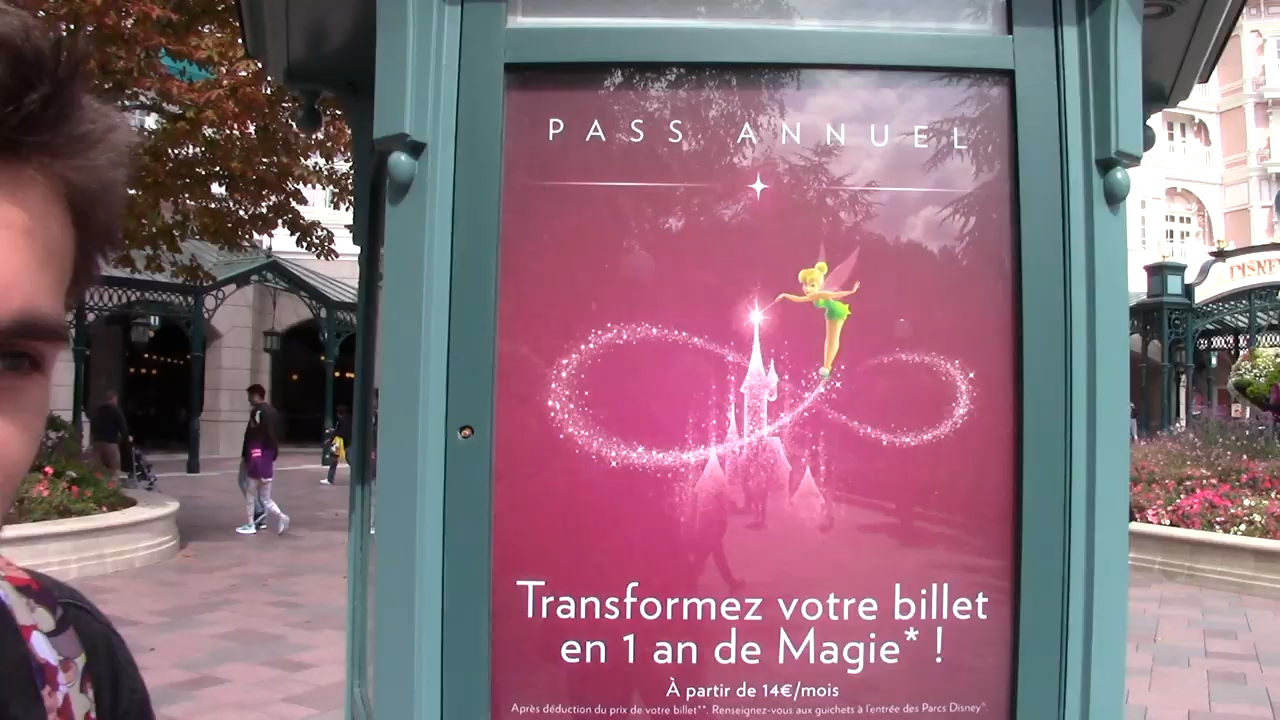 PASS ANNUEL
DISNE
Transformez votre billet
en 1 an de Magie* !
À partir de 14€/mois
Après déduction du prix de votre billet**. Renseignez-vous aux guichets à l'entrée des Parcs Disney®.